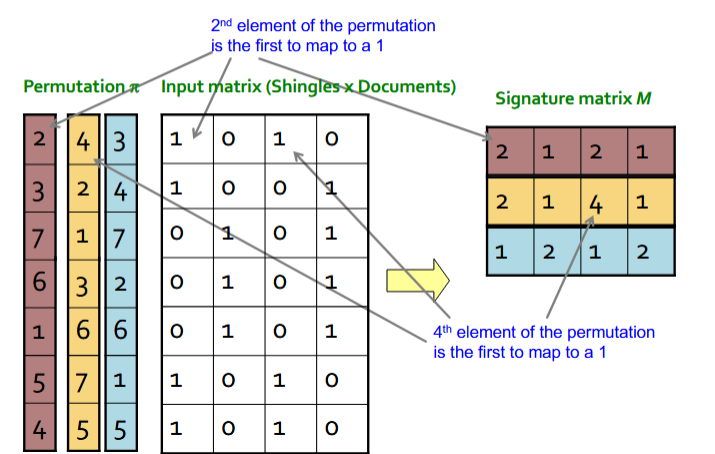 2nd element of the permutation
is the first to map to a 1
Permutation π Input matrix (Shingles x Documents)
Signature matrix M
2 4 3 1 0 1 0
3 2 4 1 0 0 1
7 1 7 0 1 0 1
6 3 2 0 1 0 1
1 6 6 0 1 0 1
5 7 1 1 0 1 0
4 5 5 1 0 1 0
2 1 2 1
2 1 4 1
1 2 1 2
4th element of the permutation
is the first to map to a 1